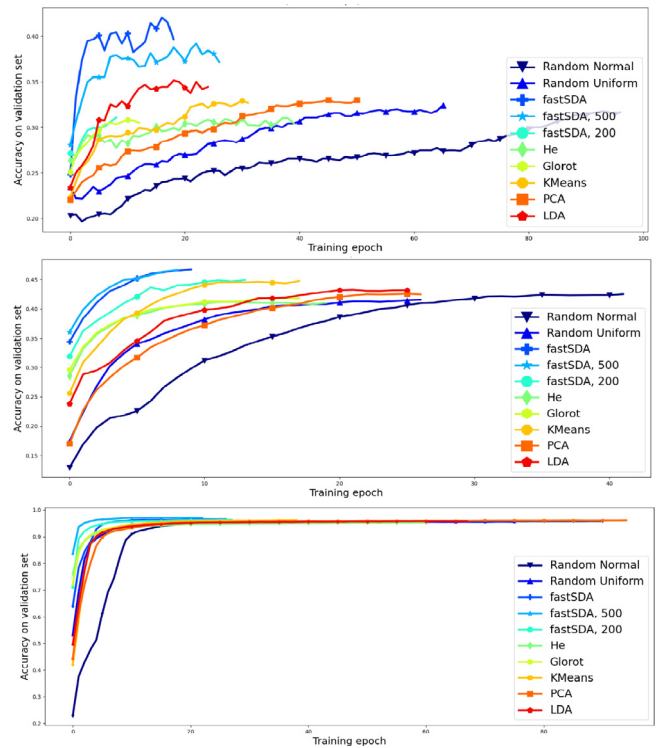 Accuracy on validation set
0.40
0.35
0.30
0.25
0.20
Random Normal
Random Uniform
fastSDA
fastSDA, 500
fastSDA, 200
He
Glorot
KMeans
PCA
LDA
0
20
40
60
80
100
Training epoch
Accuracy on validation set
0.45
0.40
0.35
0.30
0.25
0.20
0.15
Random Normal
Random Uniform
fastSDA
fastSDA, 500
fastSDA, 200
He
Glorot
KMeans
PCA
LDA
0
10
20
30
40
Training epoch
Accuracy on validation set
1.0
0.9
0.8
0.7
0.6
0.5
0.4
0.3
0.2
Random Normal
Random Uniform
fastSDA
fastSDA, 500
fastSDA, 200
He
Glorot
KMeans
PCA
LDA
0
20
40
60
80
Training epoch